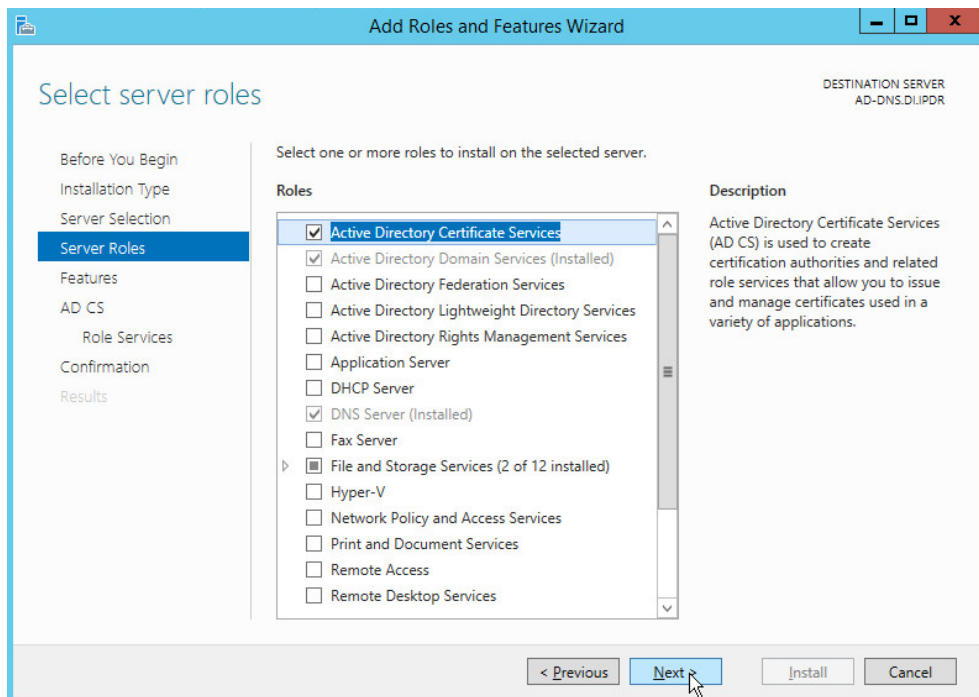 Add Roles and Features Wizard
Select server roles
DESTINATION SERVER
AD-DNS.DI.IPDR
Before You Begin
Installation Type
Server Selection
Server Roles
Features
AD CS
Role Services
Confirmation
Results
Select one or more roles to install on the selected server.
Roles
Active Directory Certificate Services
Active Directory Domain Services (Installed)
Active Directory Federation Services
Active Directory Lightweight Directory Services
Active Directory Rights Management Services
Application Server
DHCP Server
DNS Server (Installed)
Fax Server
File and Storage Services (2 of 12 installed)
Hyper-V
Network Policy and Access Services
Print and Document Services
Remote Access
Remote Desktop Services
Description
Active Directory Certificate Services
(AD CS) is used to create
certification authorities and related
role services that allow you to issue
and manage certificates used in a
variety of applications.
< Previous
Next >
Install
Cancel